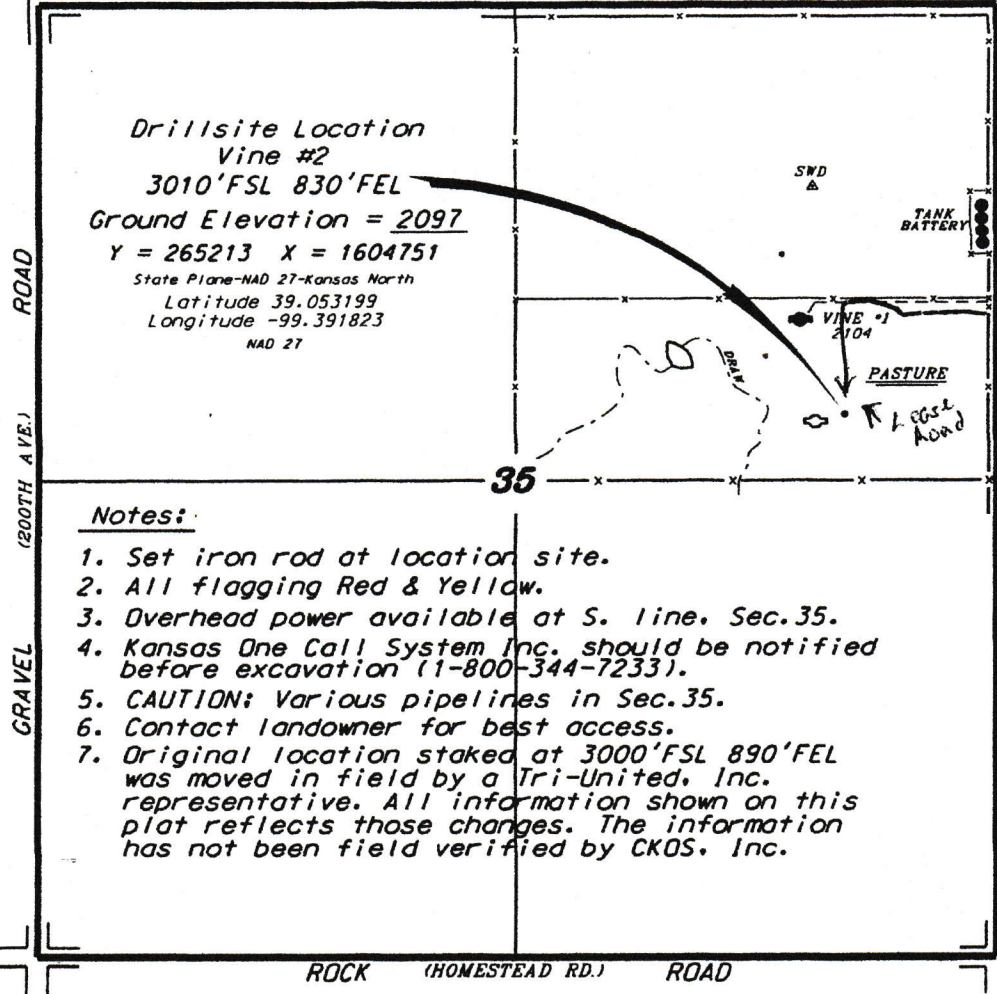 Drillsite Location
Vine #2
3010'FSL 830'FEL
Ground Elevation = 2097
Y = 265213 X = 1604751
State Plane-NAD 27-Kansas North
Latitude 39.053199
Longitude -99.391823
NAD 27
SWD
TANK
BATTERY
VINE #1
2104
DRAW
PASTURE
Lease
Road
35
GRAVEL (200TH AVE.) ROAD
Notes:
1. Set iron rod at location site.
2. All flagging Red & Yellow.
3. Overhead power available at S. line. Sec.35.
4. Kansas One Call System Inc. should be notified
before excavation (1-800-344-7233).
5. CAUTION: Various pipelines in Sec.35.
6. Contact landowner for best access.
7. Original location staked at 3000'FSL 890'FEL
was moved in field by a Tri-United. Inc.
representative. All information shown on this
plat reflects those changes. The information
has not been field verified by CKOS. Inc.
ROCK (HOMESTEAD RD.) ROAD